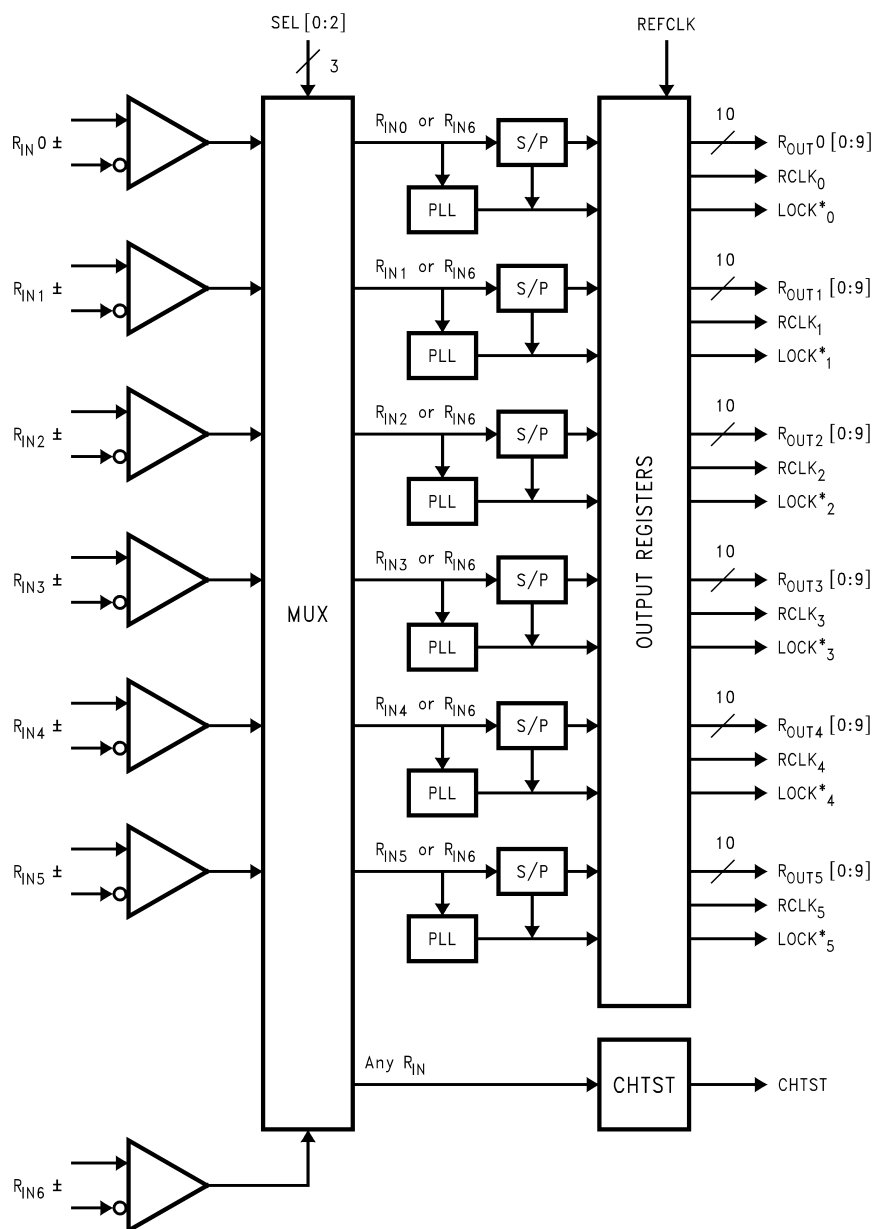 SEL [0:2]
REFCLK
3
R_IN 0 ±
R_IN0 or R_IN6
S/P
10
R_OUT0 [0:9]
RCLK_0
PLL
LOCK*_0
R_IN1 ±
R_IN1 or R_IN6
S/P
10
R_OUT1 [0:9]
RCLK_1
PLL
LOCK*_1
R_IN2 ±
R_IN2 or R_IN6
S/P
10
R_OUT2 [0:9]
RCLK_2
PLL
LOCK*_2
R_IN3 ±
R_IN3 or R_IN6
S/P
10
R_OUT3 [0:9]
RCLK_3
PLL
LOCK*_3
MUX
OUTPUT REGISTERS
R_IN4 ±
R_IN4 or R_IN6
S/P
10
R_OUT4 [0:9]
RCLK_4
PLL
LOCK*_4
R_IN5 ±
R_IN5 or R_IN6
S/P
10
R_OUT5 [0:9]
RCLK_5
PLL
LOCK*_5
Any R_IN
CHTST
CHTST
R_IN6 ±